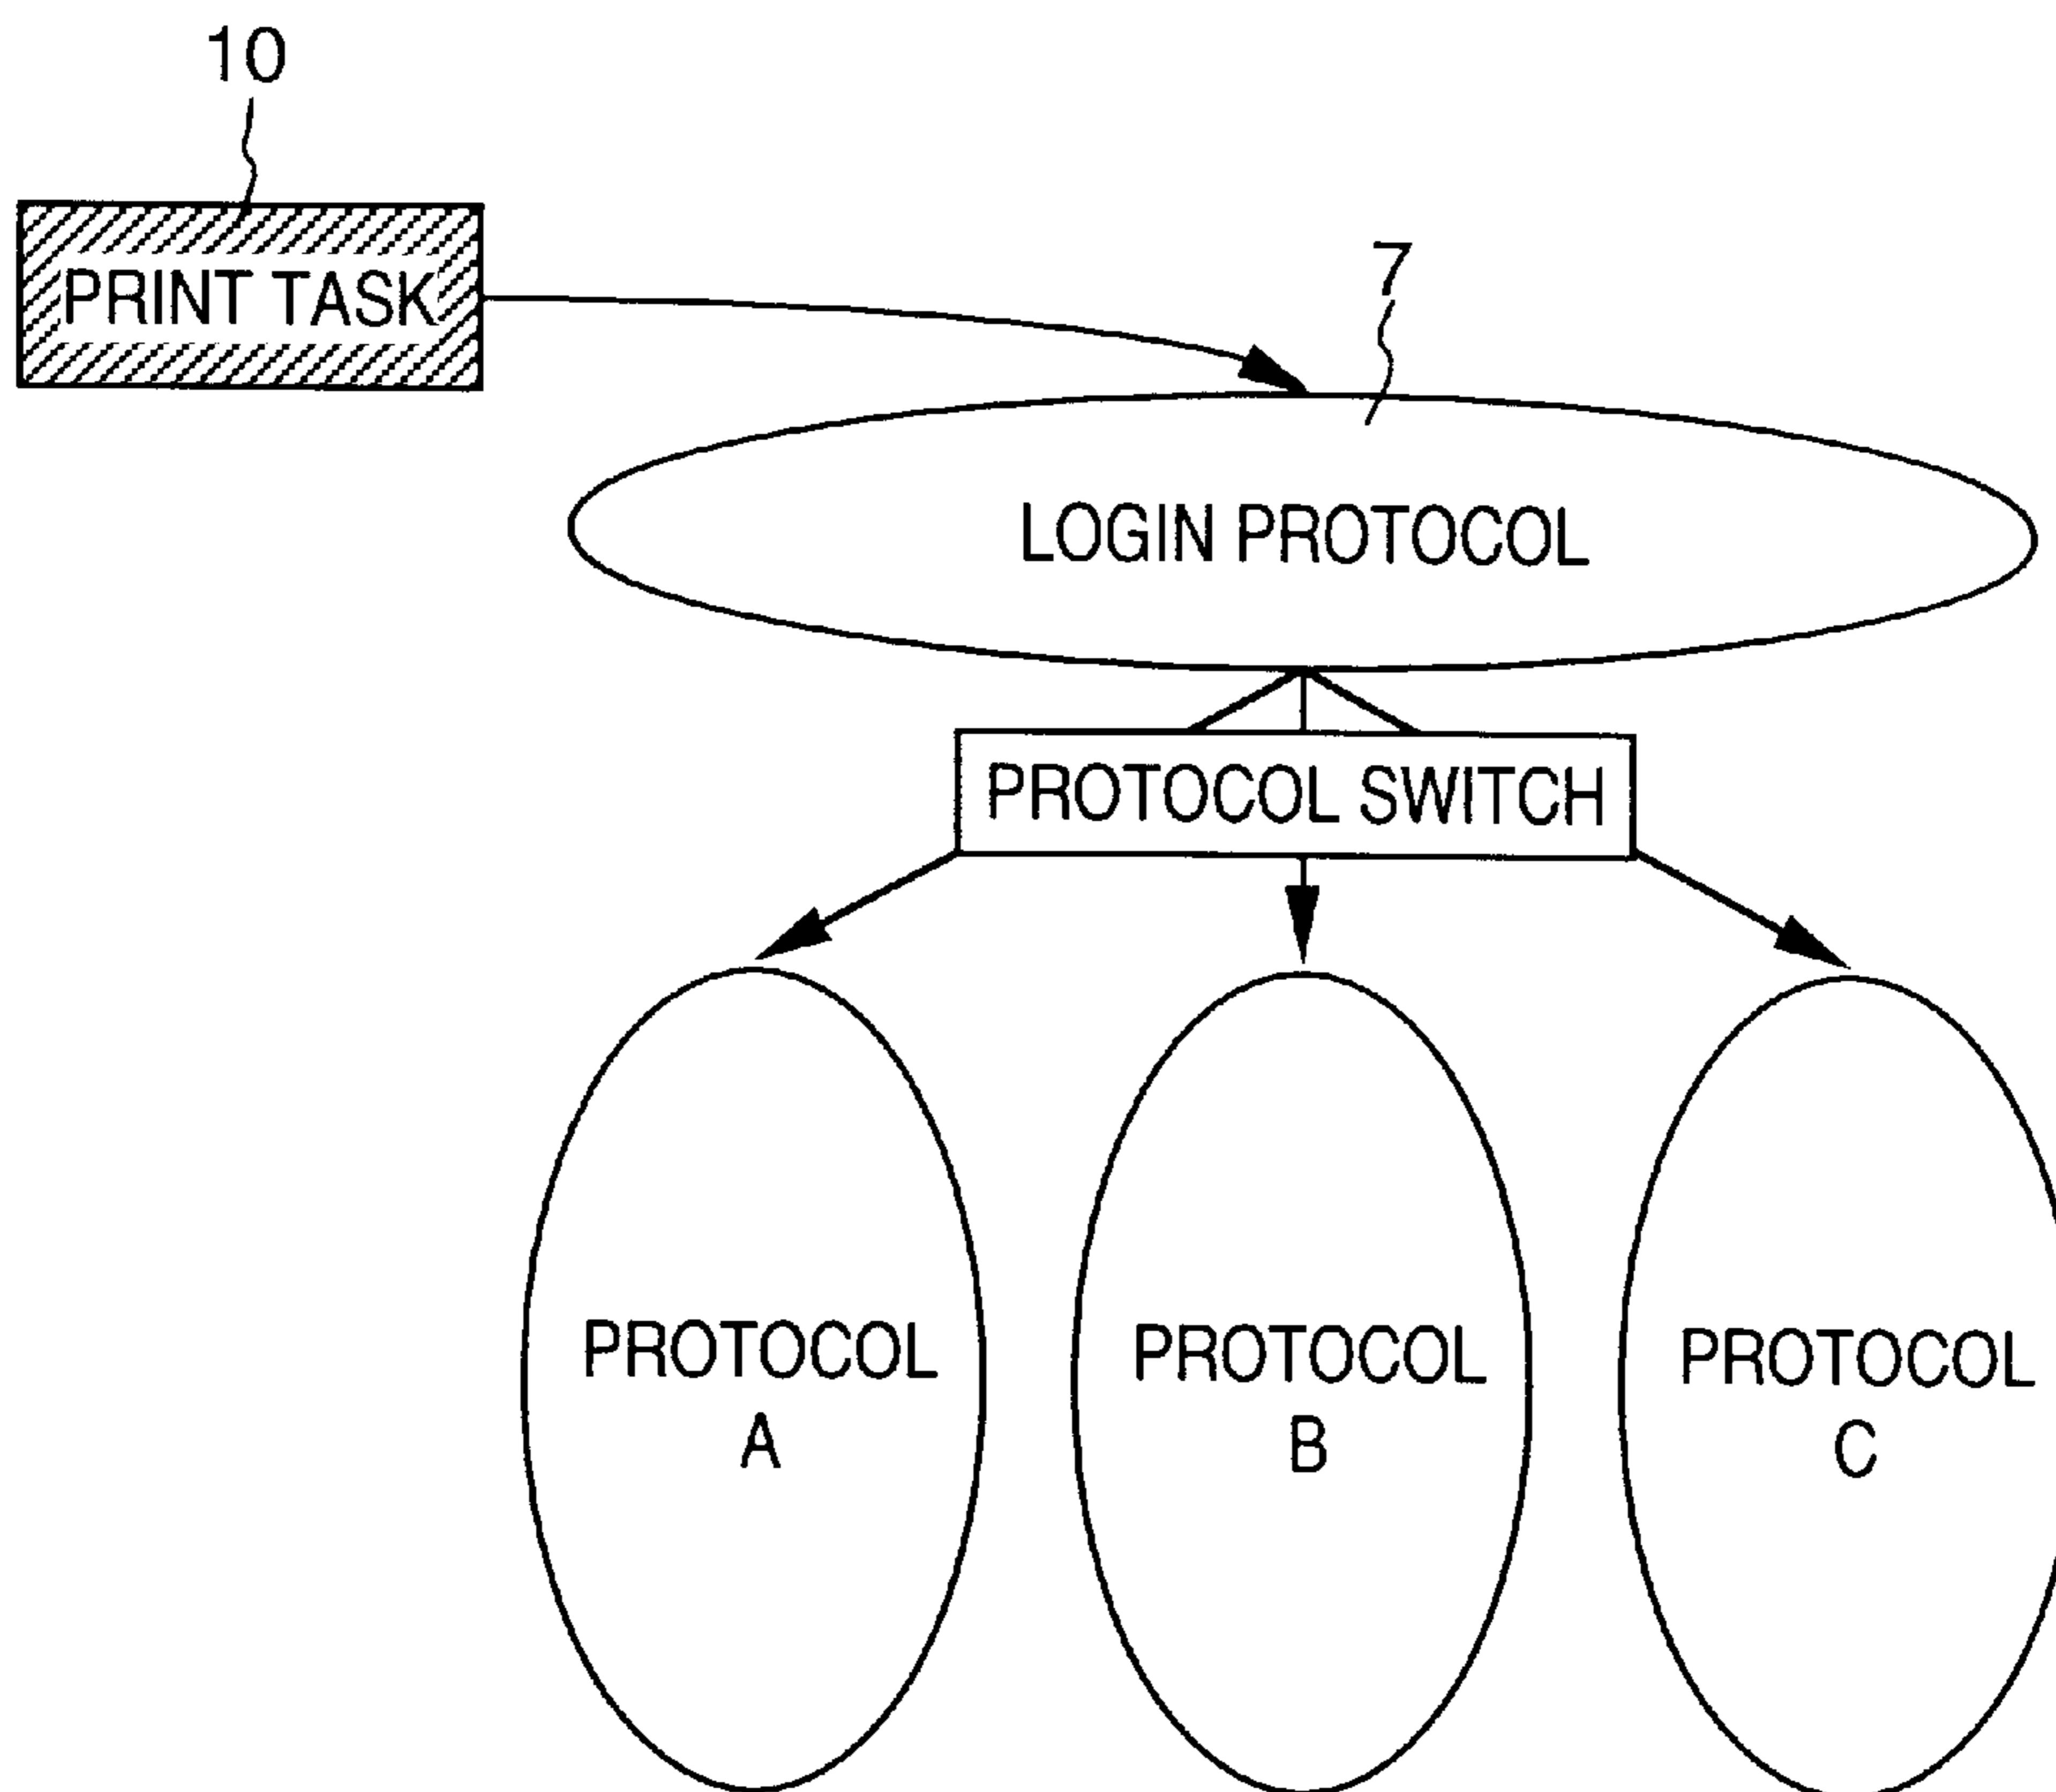 10
PRINT TASK
7
LOGIN PROTOCOL
PROTOCOL SWITCH
PROTOCOL
A
PROTOCOL
B
PROTOCOL
C